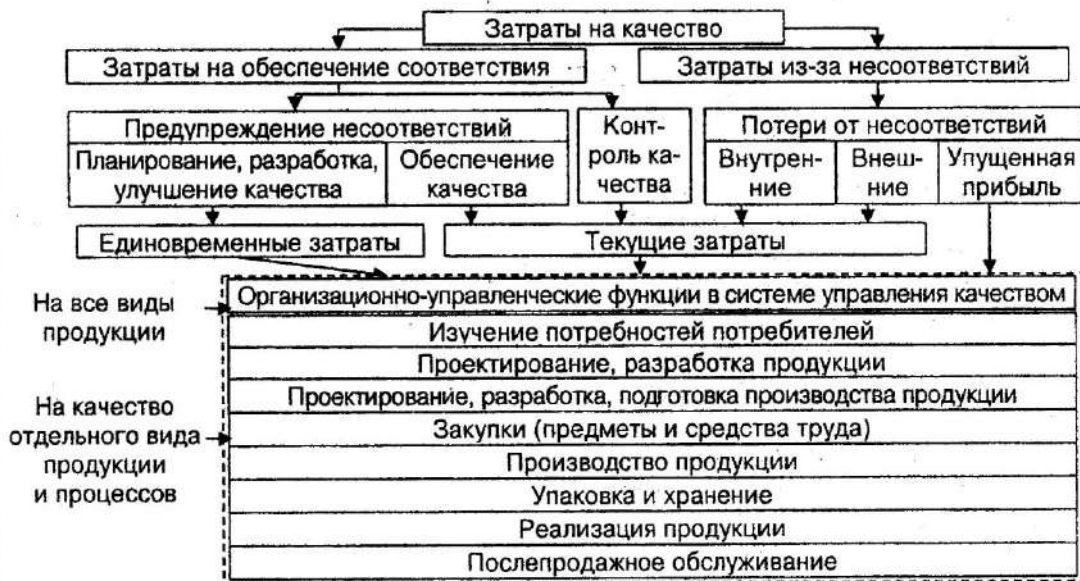 Затраты на качество
Затраты на обеспечение соответствия
Затраты из-за несоответствий
Предупреждение несоответствий
Планирование, разработка,
улучшение качества
Обеспечение
качества
Конт-
роль ка-
чества
Потери от несоответствий
Внутрен-
ние
Внеш-
ние
Упущенная
прибыль
Единовременные затраты
Текущие затраты
На все виды
продукции
Организационно-управленческие функции в системе управления качеством
Изучение потребностей потребителей
Проектирование, разработка продукции
Проектирование, разработка, подготовка производства продукции
На качество
отдельного вида
продукции
и процессов
Закупки (предметы и средства труда)
Производство продукции
Упаковка и хранение
Реализация продукции
Послепродажное обслуживание